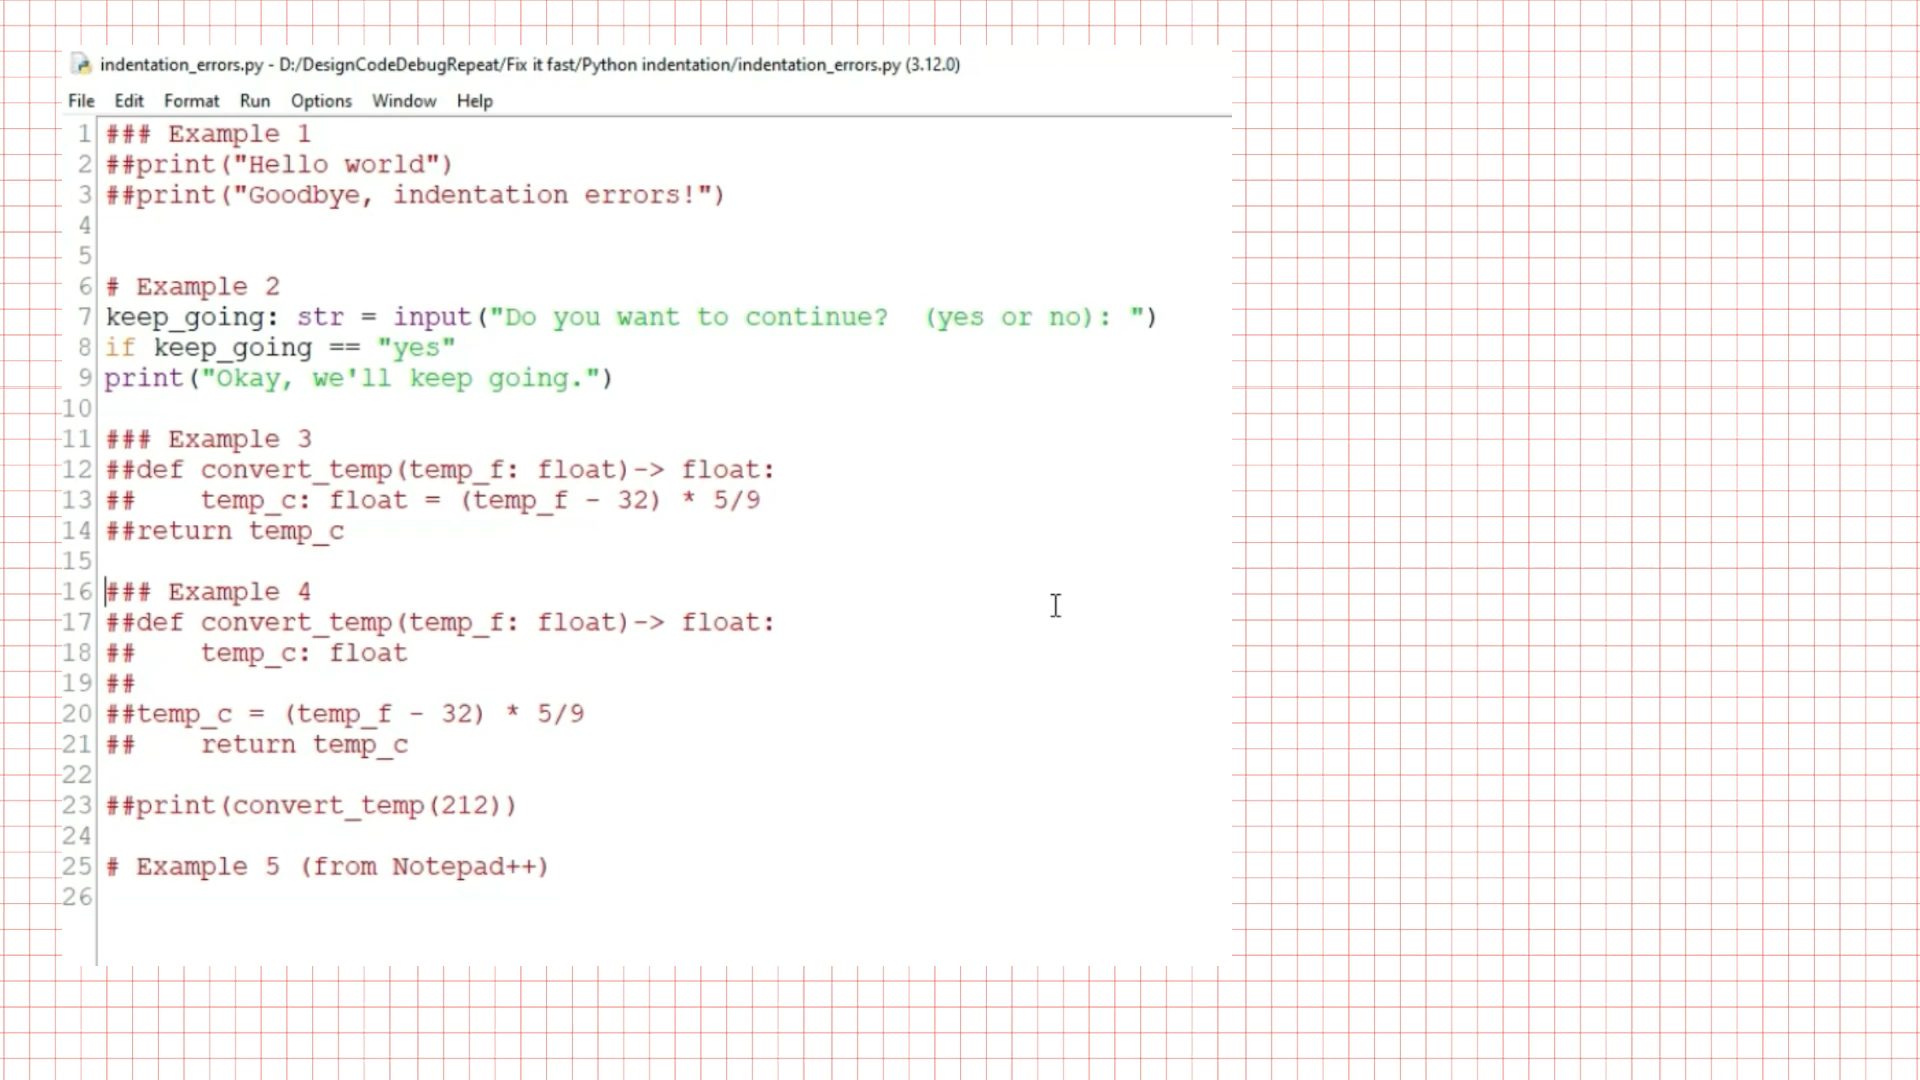 indentation_errors.py - D:/DesignCodeDebugRepeat/Fix it fast/Python indentation/indentation_errors.py (3.12.0)
File Edit Format Run Options Window Help
1 ### Example 1
2 ##print("Hello world")
3 ##print("Goodbye, indentation errors!")
4
5
6 # Example 2
7 keep_going: str = input("Do you want to continue?  (yes or no): ")
8 if keep_going == "yes"
9 print("Okay, we'll keep going.")
10
11 ### Example 3
12 ##def convert_temp(temp_f: float)-> float:
13 ##    temp_c: float = (temp_f - 32) * 5/9
14 ##return temp_c
15
16 ### Example 4
17 ##def convert_temp(temp_f: float)-> float:
18 ##    temp_c: float
19 ##
20 ##temp_c = (temp_f - 32) * 5/9
21 ##    return temp_c
22
23 ##print(convert_temp(212))
24
25 # Example 5 (from Notepad++)
26